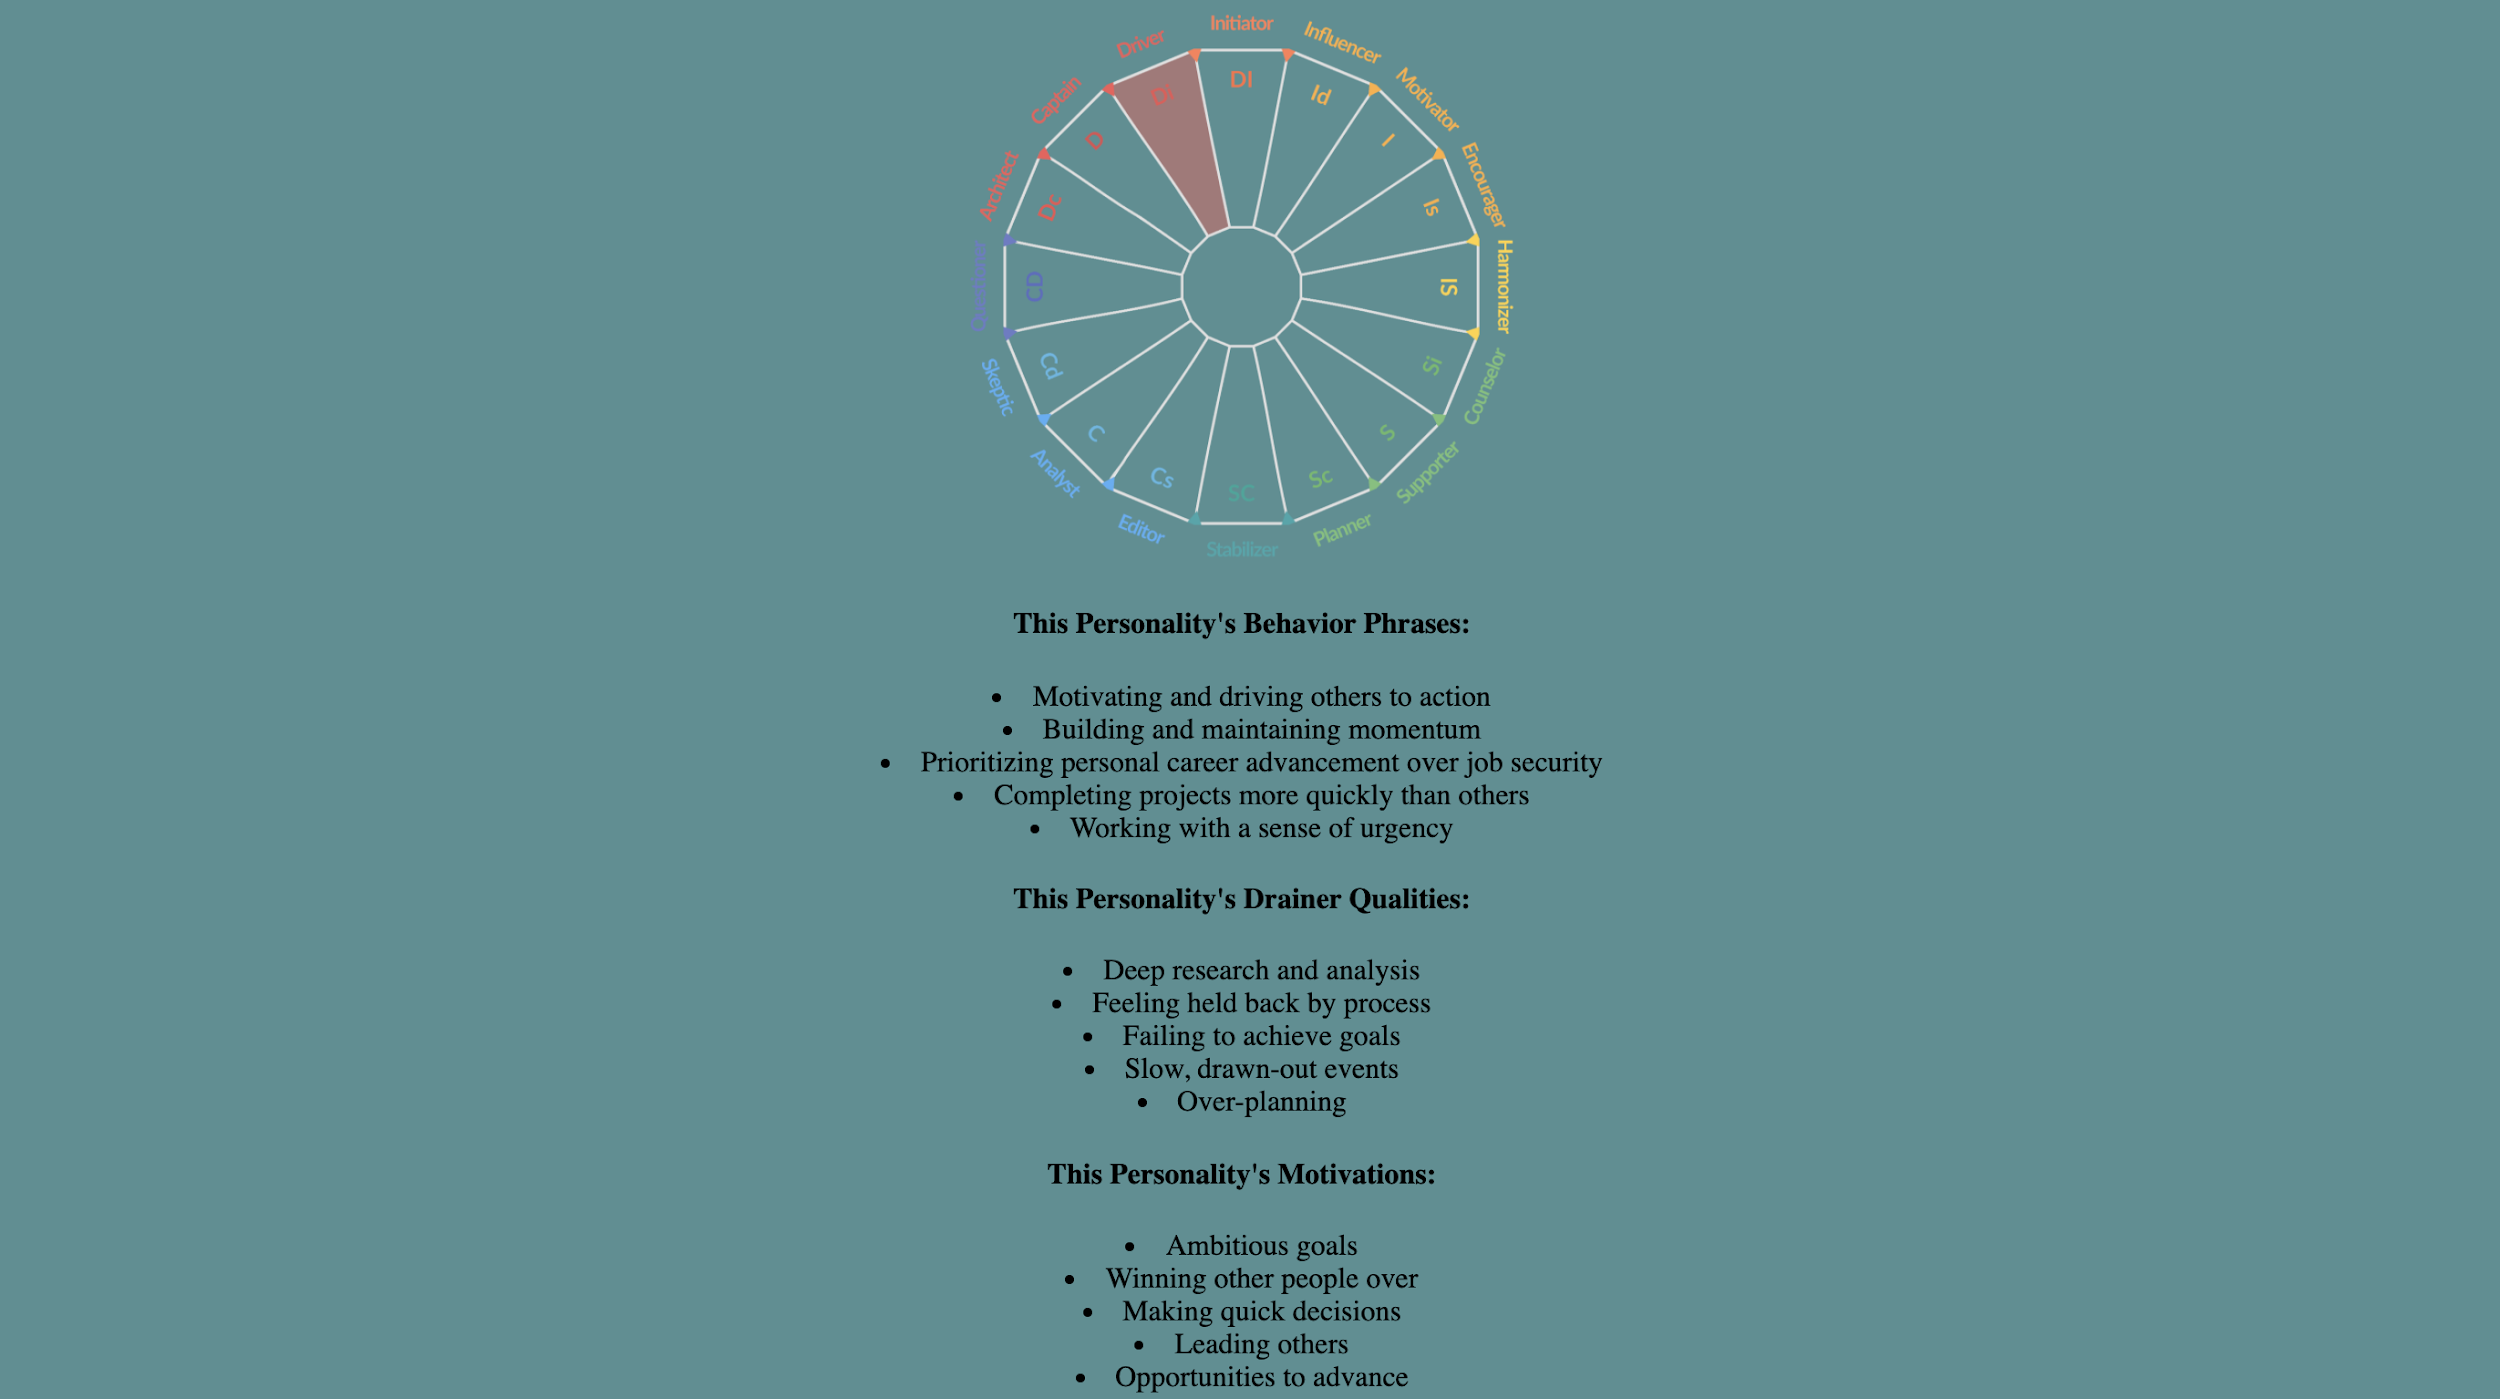 Initiator
Influencer
Motivator
Encourager
Harmonizer
Counselor
Supporter
Planner
Stabilizer
Editor
Analyst
Skeptic
Questioner
Architect
Captain
Driver
DI
Id
I
Is
IS
Si
S
Sc
SC
Cs
C
Cd
CD
Dc
D
Di
This Personality's Behavior Phrases:
• Motivating and driving others to action
• Building and maintaining momentum
• Prioritizing personal career advancement over job security
• Completing projects more quickly than others
• Working with a sense of urgency
This Personality's Drainer Qualities:
• Deep research and analysis
• Feeling held back by process
• Failing to achieve goals
• Slow, drawn-out events
• Over-planning
This Personality's Motivations:
• Ambitious goals
• Winning other people over
• Making quick decisions
• Leading others
• Opportunities to advance